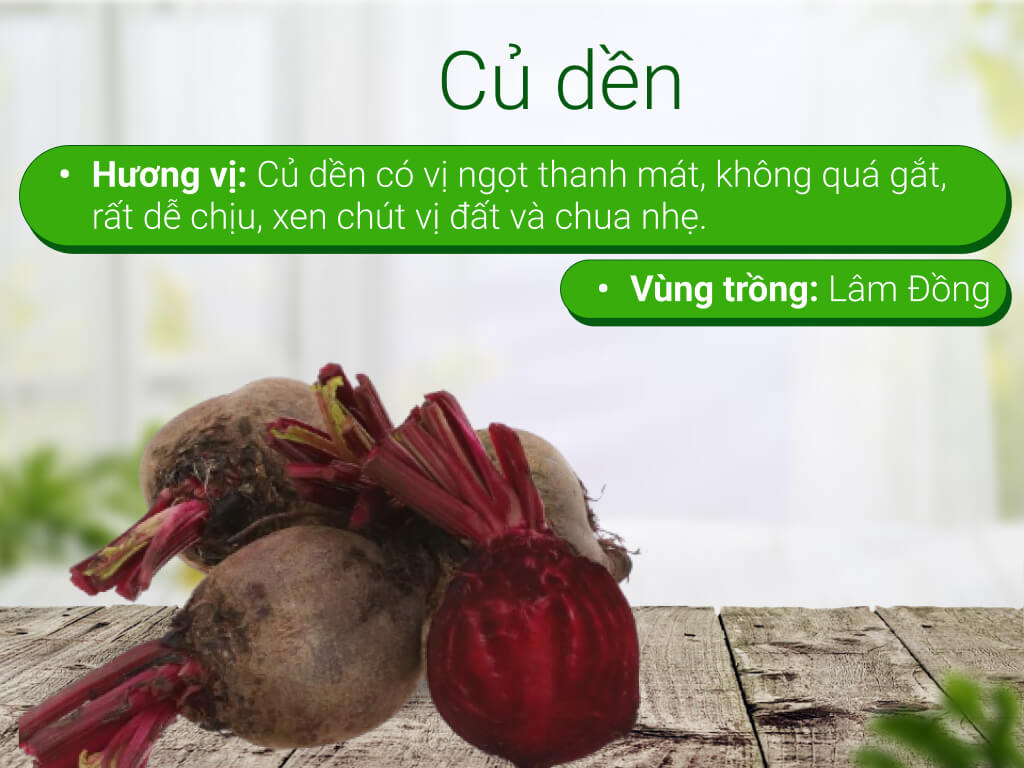 Củ dền
• Hương vị: Củ dền có vị ngọt thanh mát, không quá gắt,
rất dễ chịu, xen chút vị đất và chua nhẹ.
• Vùng trồng: Lâm Đồng